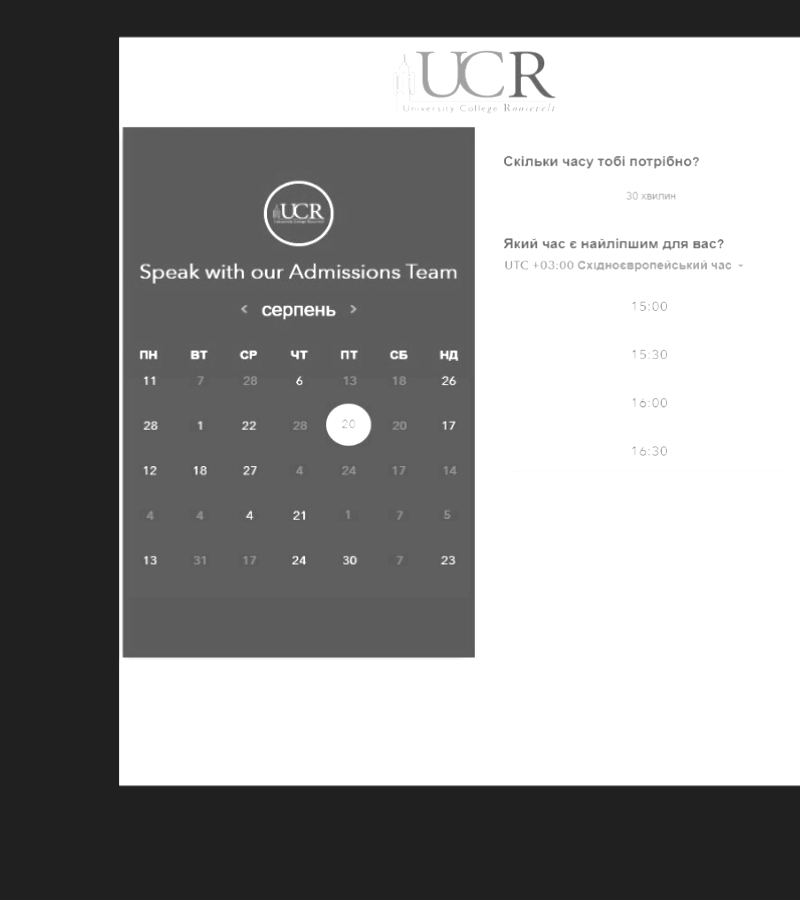 UCR
University College Roosevelt
UCR
Speak with our Admissions Team
< серпень >
ПН ВТ СР ЧТ ПТ СБ НД
11 7 28 6 13 18 26
28 1 22 28 20 20 17
12 18 27 4 24 17 14
4 4 4 21 1 7 5
13 31 17 24 30 7 23
Скільки часу тобі потрібно?
30 хвилин
Який час є найліпшим для вас?
UTC +03:00 Східноєвропейський час
15:00
15:30
16:00
16:30